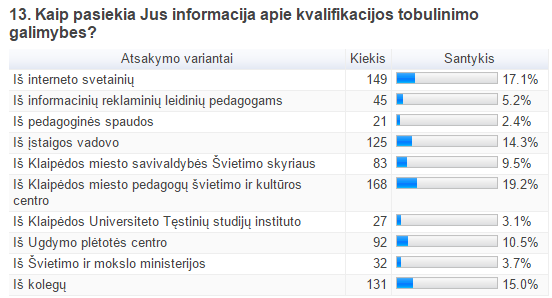 13. Kaip pasiekia Jus informacija apie kvalifikacijos tobulinimo
galimybes?
Atsakymo variantai Kiekis Santykis
Iš interneto svetainių 149 17.1%
Iš informacinių reklaminių leidinių pedagogams 45 5.2%
Iš pedagoginės spaudos 21 2.4%
Iš įstaigos vadovo 125 14.3%
Iš Klaipėdos miesto savivaldybės Švietimo skyriaus 83 9.5%
Iš Klaipėdos miesto pedagogų švietimo ir kultūros 168 19.2%
centro
Iš Klaipėdos Universiteto Tęstinių studijų instituto 27 3.1%
Iš Ugdymo plėtotės centro 92 10.5%
Iš Švietimo ir mokslo ministerijos 32 3.7%
Iš kolegų 131 15.0%